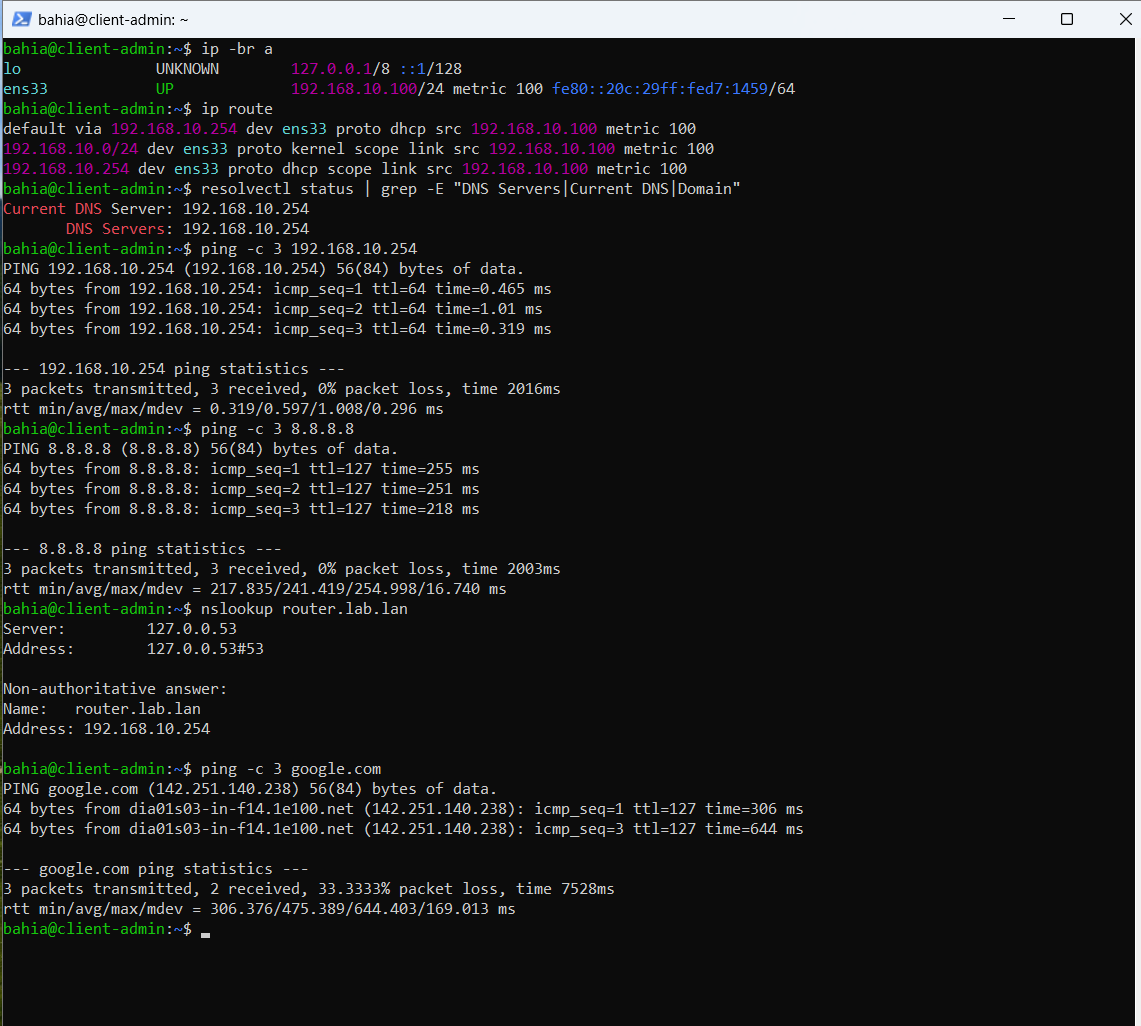 bahia@client-admin: ~
bahia@client-admin:~$ ip -br a
lo               UNKNOWN        127.0.0.1/8 ::1/128
ens33            UP             192.168.10.100/24 metric 100 fe80::20c:29ff:fed7:1459/64
bahia@client-admin:~$ ip route
default via 192.168.10.254 dev ens33 proto dhcp src 192.168.10.100 metric 100
192.168.10.0/24 dev ens33 proto kernel scope link src 192.168.10.100 metric 100
192.168.10.254 dev ens33 proto dhcp scope link src 192.168.10.100 metric 100
bahia@client-admin:~$ resolvectl status | grep -E "DNS Servers|Current DNS|Domain"
Current DNS Server: 192.168.10.254
       DNS Servers: 192.168.10.254
bahia@client-admin:~$ ping -c 3 192.168.10.254
PING 192.168.10.254 (192.168.10.254) 56(84) bytes of data.
64 bytes from 192.168.10.254: icmp_seq=1 ttl=64 time=0.465 ms
64 bytes from 192.168.10.254: icmp_seq=2 ttl=64 time=1.01 ms
64 bytes from 192.168.10.254: icmp_seq=3 ttl=64 time=0.319 ms

--- 192.168.10.254 ping statistics ---
3 packets transmitted, 3 received, 0% packet loss, time 2016ms
rtt min/avg/max/mdev = 0.319/0.597/1.008/0.296 ms
bahia@client-admin:~$ ping -c 3 8.8.8.8
PING 8.8.8.8 (8.8.8.8) 56(84) bytes of data.
64 bytes from 8.8.8.8: icmp_seq=1 ttl=127 time=255 ms
64 bytes from 8.8.8.8: icmp_seq=2 ttl=127 time=251 ms
64 bytes from 8.8.8.8: icmp_seq=3 ttl=127 time=218 ms

--- 8.8.8.8 ping statistics ---
3 packets transmitted, 3 received, 0% packet loss, time 2003ms
rtt min/avg/max/mdev = 217.835/241.419/254.998/16.740 ms
bahia@client-admin:~$ nslookup router.lab.lan
Server:         127.0.0.53
Address:        127.0.0.53#53

Non-authoritative answer:
Name:   router.lab.lan
Address: 192.168.10.254

bahia@client-admin:~$ ping -c 3 google.com
PING google.com (142.251.140.238) 56(84) bytes of data.
64 bytes from dia01s03-in-f14.1e100.net (142.251.140.238): icmp_seq=1 ttl=127 time=306 ms
64 bytes from dia01s03-in-f14.1e100.net (142.251.140.238): icmp_seq=3 ttl=127 time=644 ms

--- google.com ping statistics ---
3 packets transmitted, 2 received, 33.3333% packet loss, time 7528ms
rtt min/avg/max/mdev = 306.376/475.389/644.403/169.013 ms
bahia@client-admin:~$